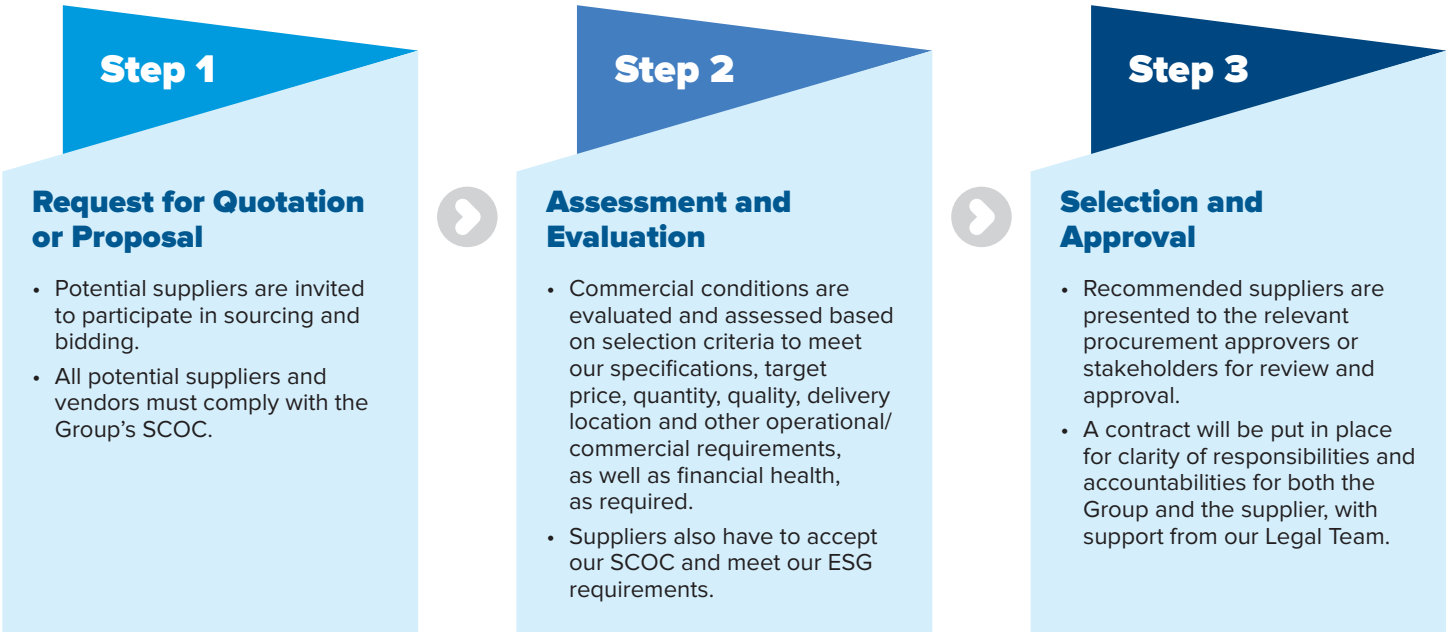 Step 1
Request for Quotation
or Proposal
• Potential suppliers are invited
to participate in sourcing and
bidding.
• All potential suppliers and
vendors must comply with the
Group’s SCOC.
Step 2
Assessment and
Evaluation
• Commercial conditions are
evaluated and assessed based
on selection criteria to meet
our specifications, target
price, quantity, quality, delivery
location and other operational/
commercial requirements,
as well as financial health,
as required.
• Suppliers also have to accept
our SCOC and meet our ESG
requirements.
Step 3
Selection and
Approval
• Recommended suppliers are
presented to the relevant
procurement approvers or
stakeholders for review and
approval.
• A contract will be put in place
for clarity of responsibilities and
accountabilities for both the
Group and the supplier, with
support from our Legal Team.